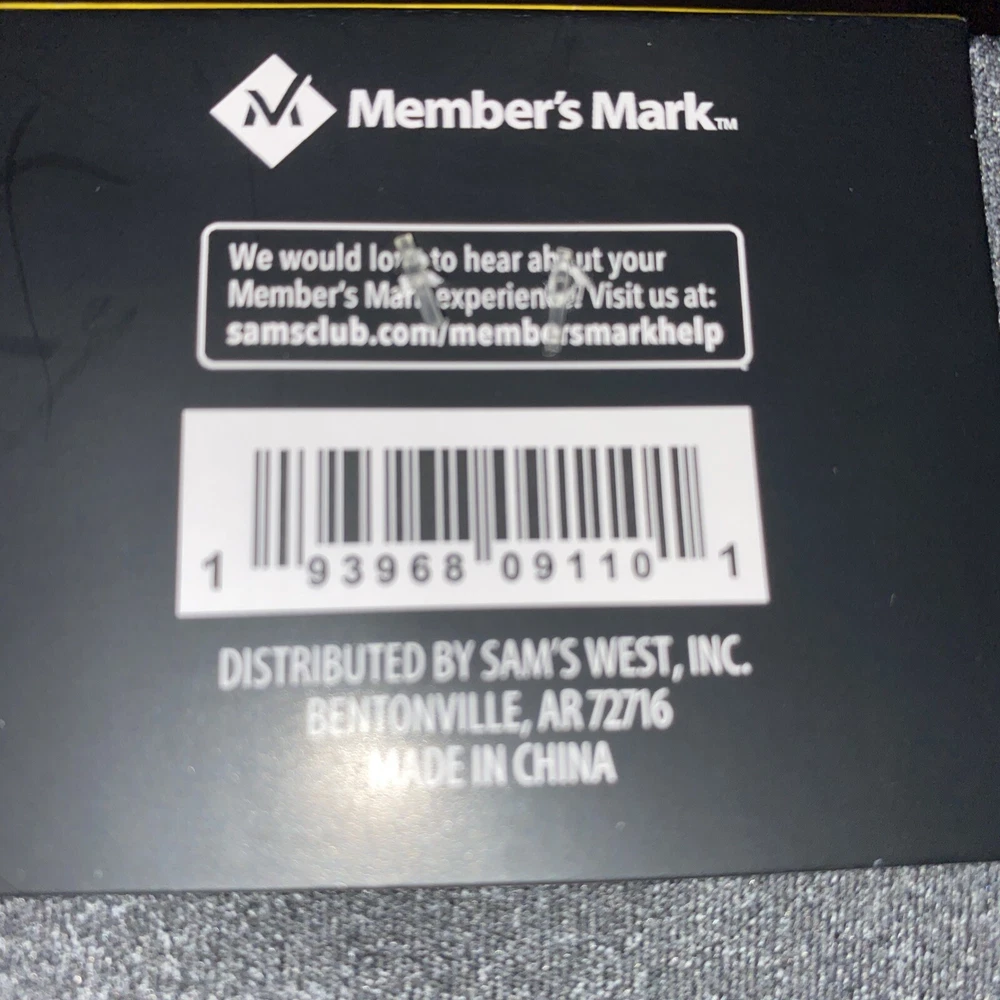 Member's Mark™
We would love to hear about your
Member's Mark experience! Visit us at:
samsclub.com/membersmarkhelp
1 93968 09110 1
DISTRIBUTED BY SAM'S WEST, INC.
BENTONVILLE, AR 72716
MADE IN CHINA